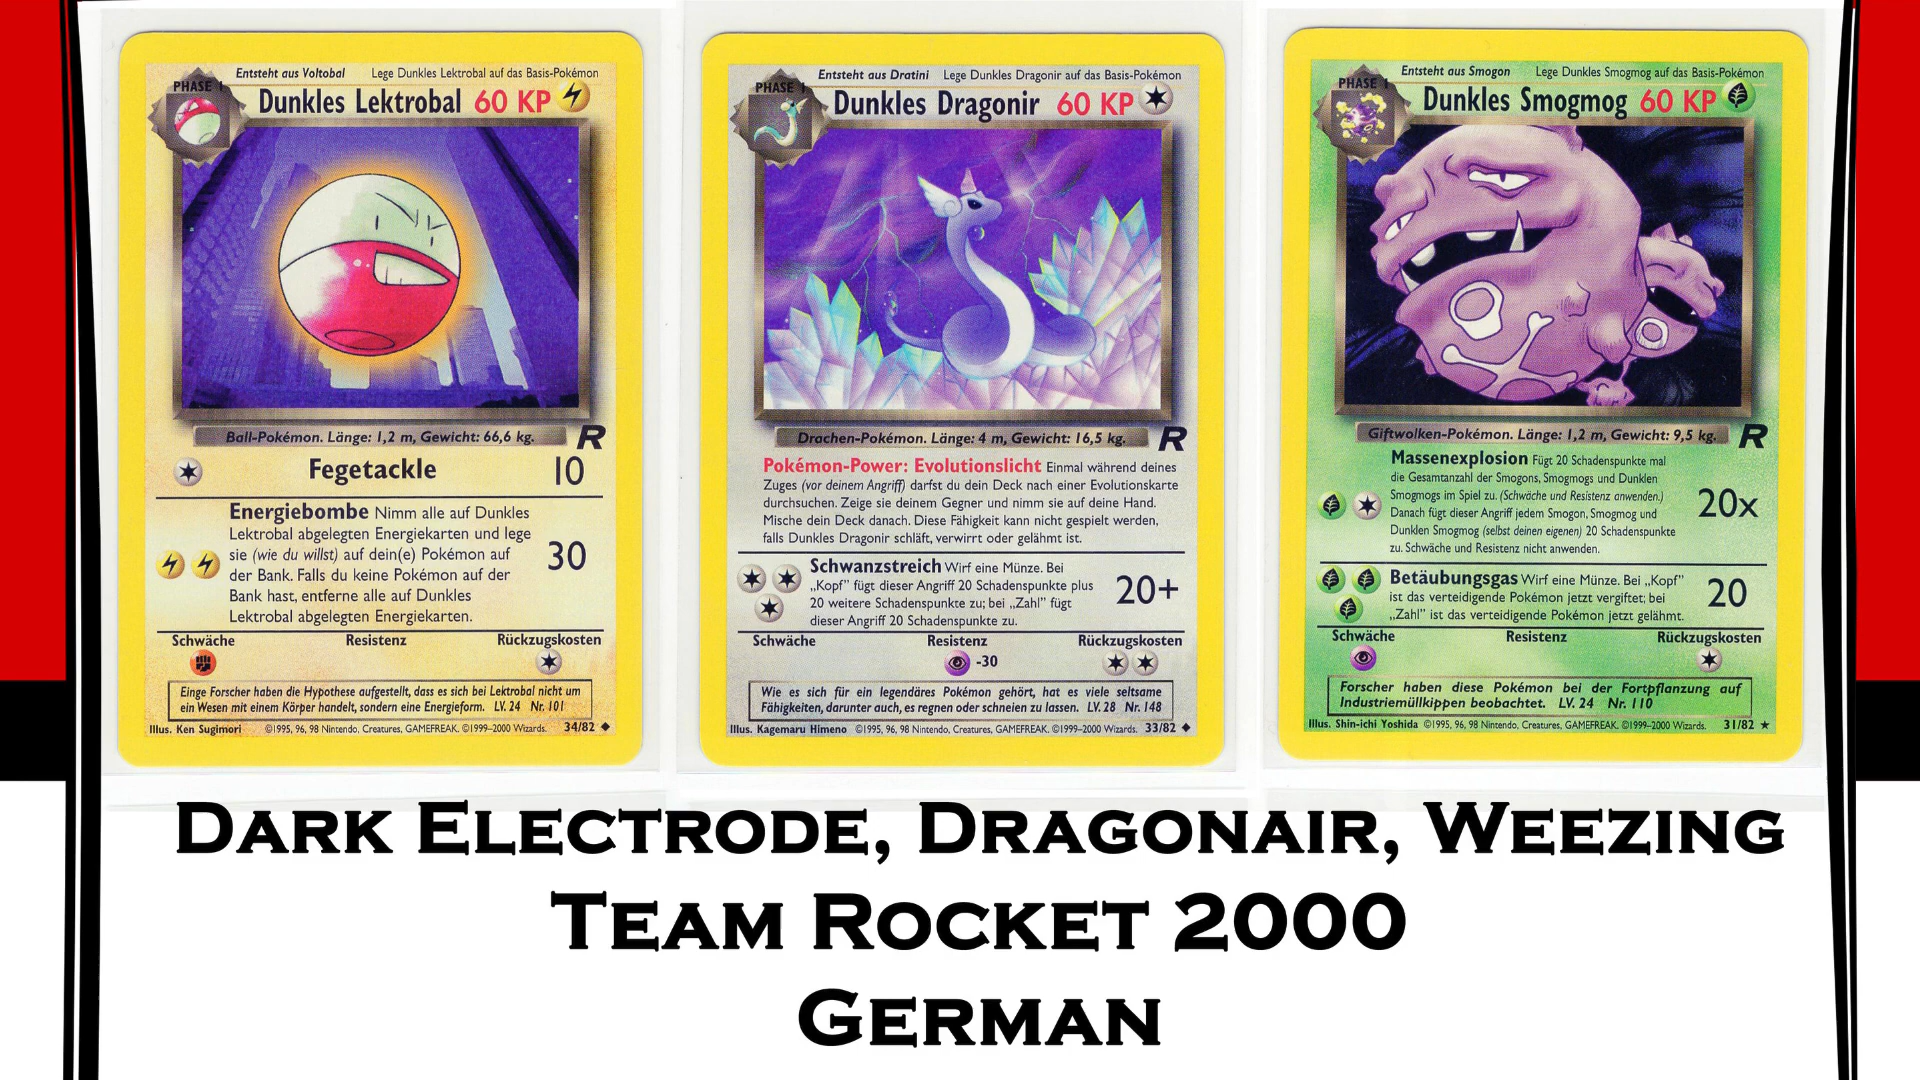 Entsteht aus Voltobal Lege Dunkles Lektrobal auf das Basis-Pokémon
PHASE 1
Dunkles Lektrobal 60 KP
Ball-Pokémon. Länge: 1,2 m, Gewicht: 66,6 kg.
R
Fegetackle 10
Energiebombe Nimm alle auf Dunkles
Lektrobal abgelegten Energiekarten und lege
sie (wie du willst) auf dein(e) Pokémon auf
der Bank. Falls du keine Pokémon auf der
Bank hast, entferne alle auf Dunkles
Lektrobal abgelegten Energiekarten.
30
Schwäche Resistenz Rückzugskosten
Einge Forscher haben die Hypothese aufgestellt, dass es sich bei Lektrobal nicht um
ein Wesen mit einem Körper handelt, sondern eine Energieform. LV. 24 Nr. 101
Illus. Ken Sugimori ©1995, 96, 98 Nintendo, Creatures, GAMEFREAK. ©1999-2000 Wizards. 34/82
Entsteht aus Dratini Lege Dunkles Dragonir auf das Basis-Pokémon
PHASE 1
Dunkles Dragonir 60 KP
Drachen-Pokémon. Länge: 4 m, Gewicht: 16,5 kg.
R
Pokémon-Power: Evolutionslicht Einmal während deines
Zuges (vor deinem Angriff) darfst du dein Deck nach einer Evolutionskarte
durchsuchen. Zeige sie deinem Gegner und nimm sie auf deine Hand.
Mische dein Deck danach. Diese Fähigkeit kann nicht gespielt werden,
falls Dunkles Dragonir schläft, verwirrt oder gelähmt ist.
Schwanzstreich Wirf eine Münze. Bei
„Kopf" fügt dieser Angriff 20 Schadenspunkte plus
20 weitere Schadenspunkte zu; bei „Zahl" fügt
dieser Angriff 20 Schadenspunkte zu.
20+
Schwäche Resistenz Rückzugskosten
-30
Wie es sich für ein legendäres Pokémon gehört, hat es viele seltsame
Fähigkeiten, darunter auch, es regnen oder schneien zu lassen. LV. 28 Nr. 148
Illus. Kagemaru Himeno ©1995, 96, 98 Nintendo, Creatures, GAMEFREAK. ©1999-2000 Wizards. 33/82
Entsteht aus Smogon Lege Dunkles Smogmog auf das Basis-Pokémon
PHASE 1
Dunkles Smogmog 60 KP
Giftwolken-Pokémon. Länge: 1,2 m, Gewicht: 9,5 kg.
R
Massenexplosion Fügt 20 Schadenspunkte mal
die Gesamtanzahl der Smogons, Smogmogs und Dunklen
Smogmogs im Spiel zu. (Schwäche und Resistenz anwenden.)
Danach fügt dieser Angriff jedem Smogon, Smogmog und
Dunklen Smogmog (selbst deinen eigenen) 20 Schadenspunkte
zu. Schwäche und Resistenz nicht anwenden.
20x
Betäubungsgas Wirf eine Münze. Bei „Kopf"
ist das verteidigende Pokémon jetzt vergiftet; bei
„Zahl" ist das verteidigende Pokémon jetzt gelähmt.
20
Schwäche Resistenz Rückzugskosten
Forscher haben diese Pokémon bei der Fortpflanzung auf
Industriemüllkippen beobachtet. LV. 24 Nr. 110
Illus. Shin-ichi Yoshida ©1995, 96, 98 Nintendo, Creatures, GAMEFREAK. ©1999-2000 Wizards. 31/82
Dark Electrode, Dragonair, Weezing
Team Rocket 2000
German